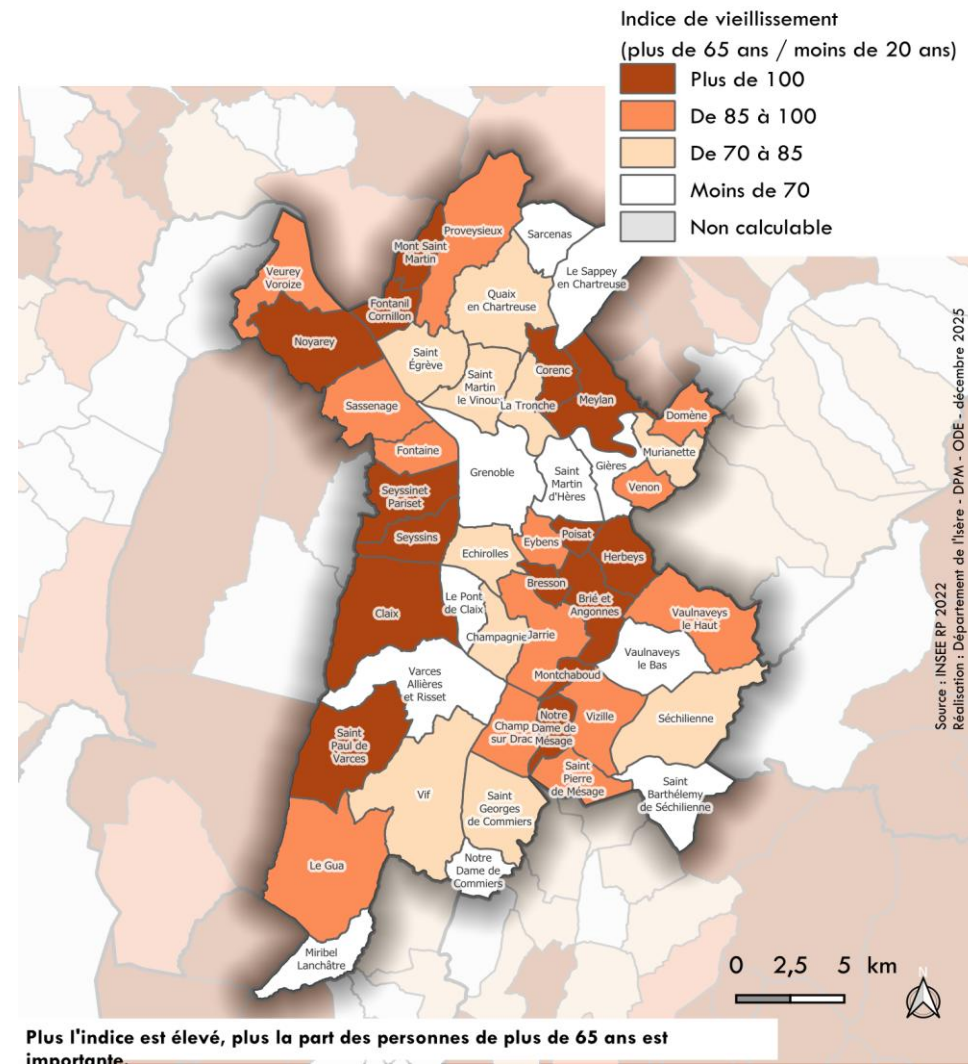 Indice de vieillissement
(plus de 65 ans / moins de 20 ans)
Plus de 100
De 85 à 100
De 70 à 85
Moins de 70
Non calculable
Proveysieux
Sarcenas
Mont Saint
Martin
Le Sappey
en Chartreuse
Veurey
Voroize
Quaix
en Chartreuse
Fontanil
Cornillon
Noyarey
Saint
Égrève
Corenc
Saint
Martin
le Vinoux
Meylan
La Tronche
Sassenage
Domène
Fontaine
Murianette
Grenoble
Saint
Martin
d'Hères
Gières
Venon
Seyssinet
Pariset
Seyssins
Eybens
Poisat
Echirolles
Herbeys
Bresson
Brié et
Angonnes
Claix
Le Pont
de Claix
Vaulnaveys
le Haut
Champagnier
Jarrie
Vaulnaveys
le Bas
Varces
Allières
et Risset
Montchaboud
Saint
Paul de
Varces
Champ
sur Drac
Notre
Dame de
Mésage
Vizille
Séchilienne
Saint
Pierre
de Mésage
Vif
Saint
Georges
de Commiers
Saint
Barthélemy
de Séchilienne
Le Gua
Notre
Dame de
Commiers
Miribel
Lanchâtre
Source : INSEE RP 2022
Réalisation : Département de l'Isère - DPM - ODE - décembre 2025
0 2,5 5 km
N
Plus l'indice est élevé, plus la part des personnes de plus de 65 ans est
importante.